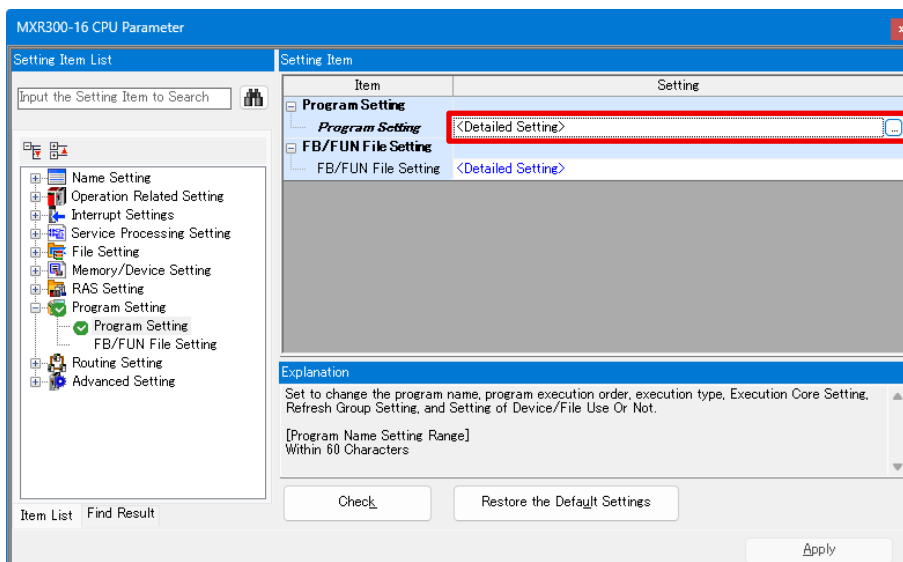 MXR300-16 CPU Parameter
Setting Item List
Input the Setting Item to Search
Name Setting
Operation Related Setting
Interrupt Settings
Service Processing Setting
File Setting
Memory/Device Setting
RAS Setting
Program Setting
Program Setting
FB/FUN File Setting
Routing Setting
Advanced Setting
Item List
Find Result
Setting Item
Item
Setting
Program Setting
Program Setting
<Detailed Setting>
...
FB/FUN File Setting
FB/FUN File Setting
<Detailed Setting>
Explanation
Set to change the program name, program execution order, execution type, Execution Core Setting,
Refresh Group Setting, and Setting of Device/File Use Or Not.
[Program Name Setting Range]
Within 60 Characters
Check
Restore the Default Settings
Apply